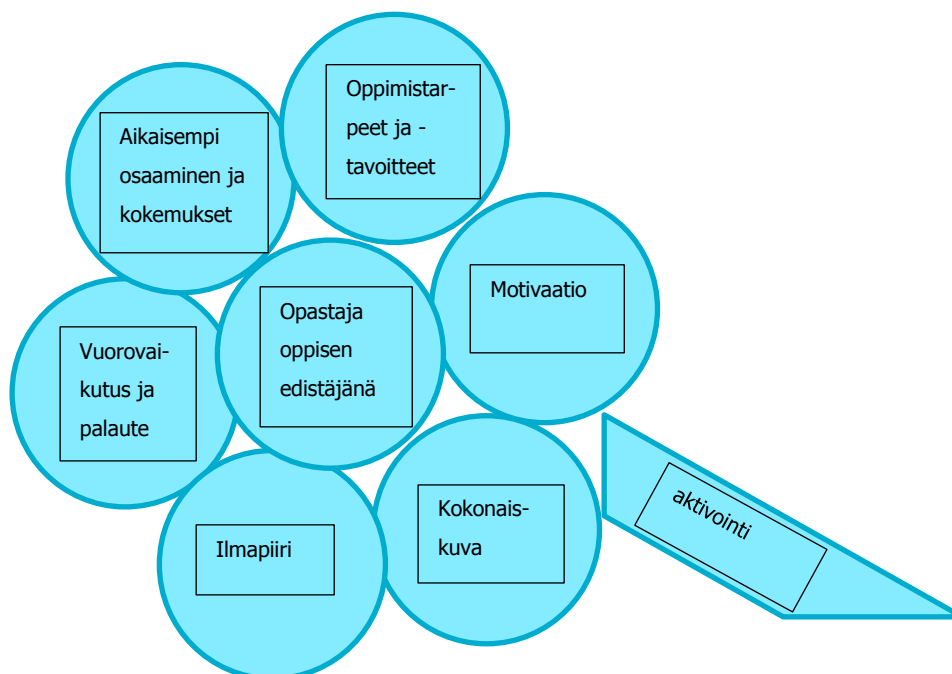 Oppimistar-
peet ja -
tavoitteet
Aikaisempi
osaaminen ja
kokemukset
Motivaatio
Opastaja
oppisen
edistäjänä
Vuorovai-
kutus ja
palaute
Kokonais-
kuva
aktivointi
Ilmapiiri